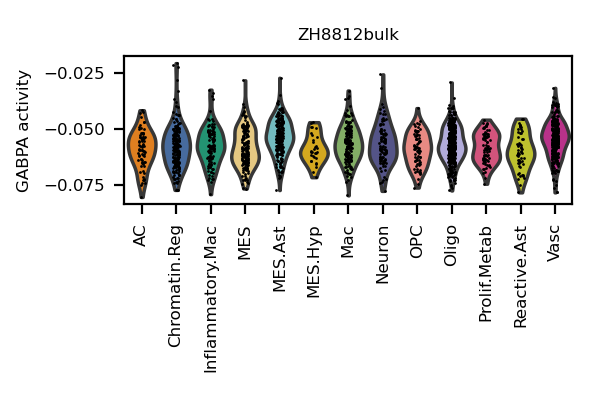 ZH8812bulk
GABPA activity
−0.025
−0.050
−0.075
AC
Chromatin.Reg
Inflammatory.Mac
MES
MES.Ast
MES.Hyp
Mac
Neuron
OPC
Oligo
Prolif.Metab
Reactive.Ast
Vasc